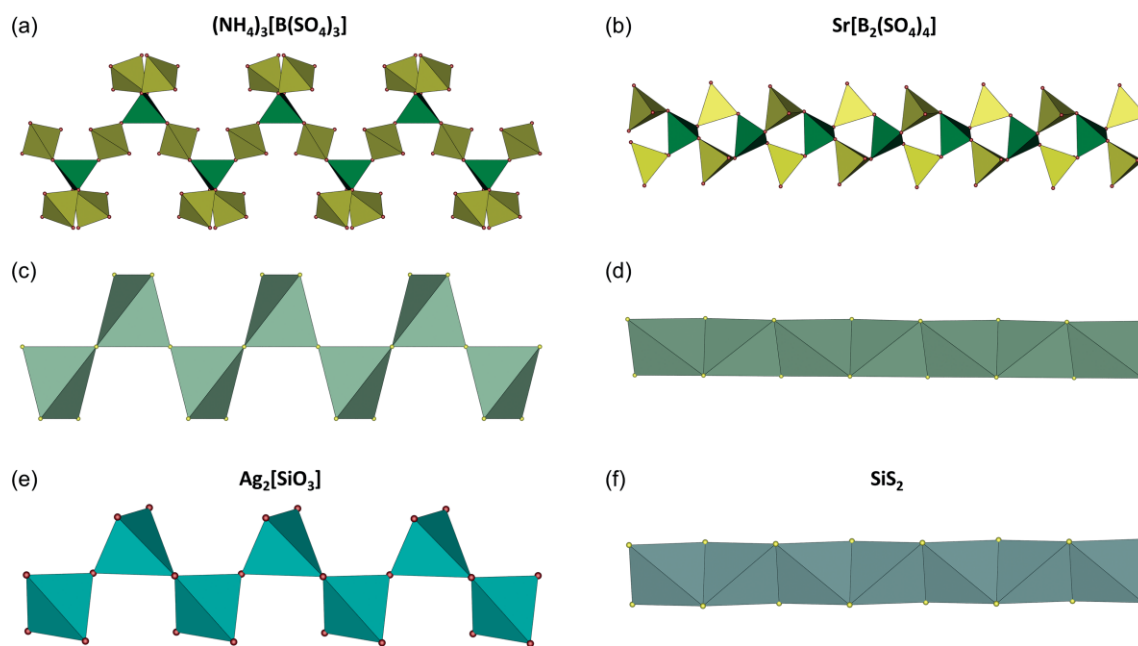 (a) (NH₄)₃[B(SO₄)₃]
(b) Sr[B₂(SO₄)₄]
(c)
(d)
(e) Ag₂[SiO₃]
(f) SiS₂